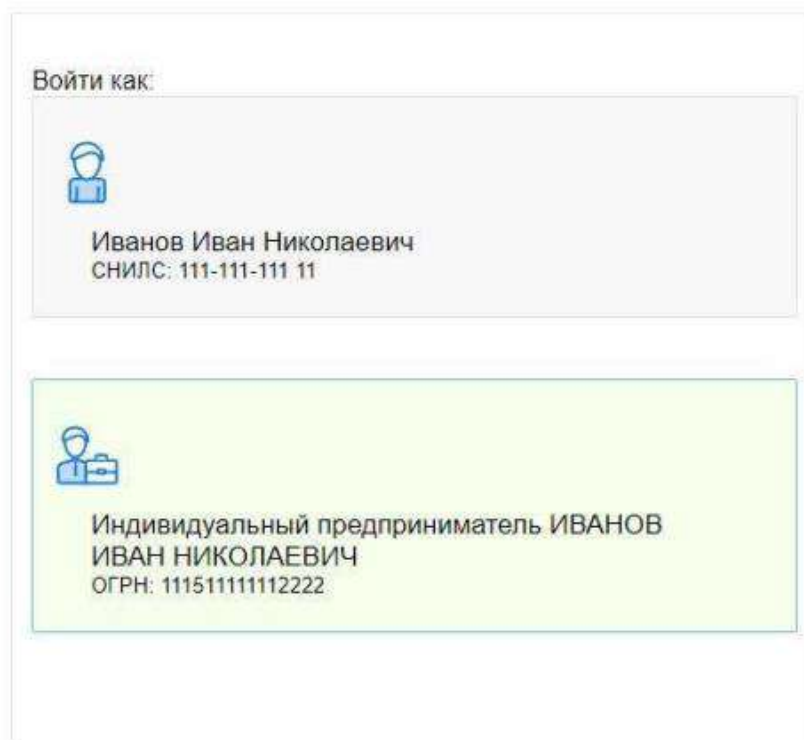 Войти как:
Иванов Иван Николаевич
СНИЛС: 111-111-111 11
Индивидуальный предприниматель ИВАНОВ
ИВАН НИКОЛАЕВИЧ
ОГРН: 111511111112222